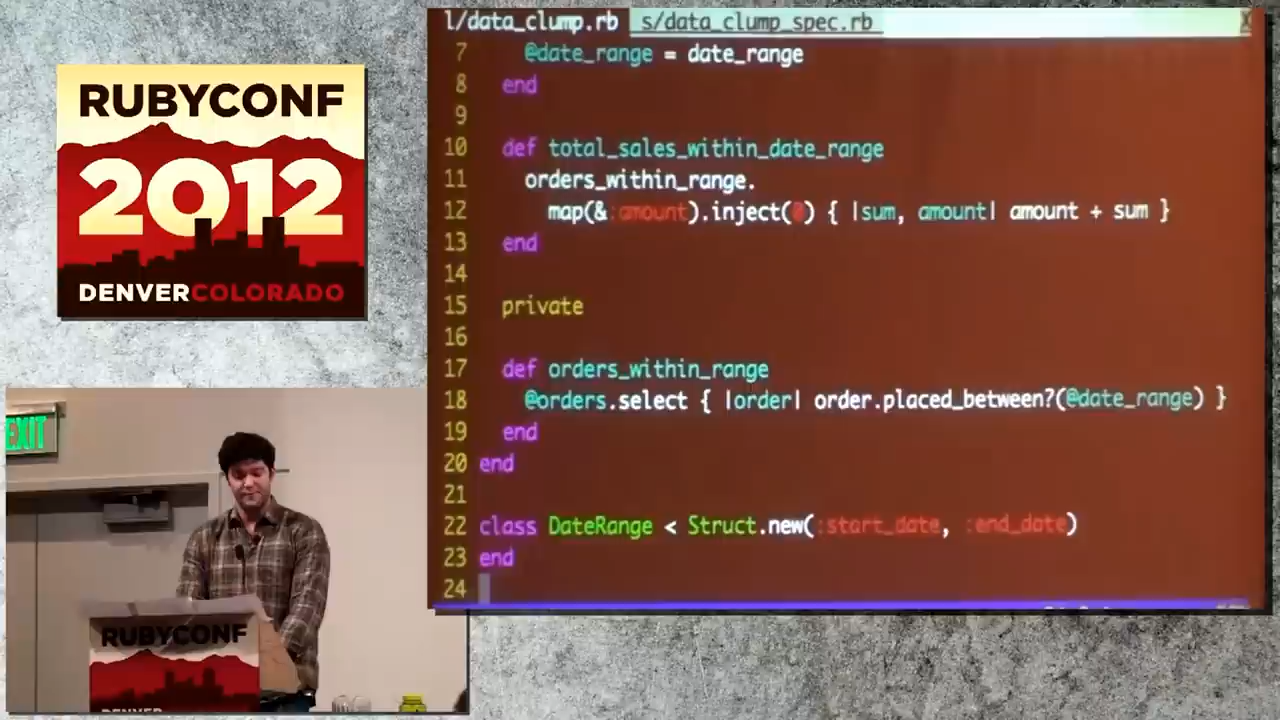 RUBYCONF
2012
DENVERCOLORADO
EXIT
RUBYCONF
l/data_clump.rb s/data_clump_spec.rb X
7 @date_range = date_range
8 end
9
10 def total_sales_within_date_range
11 orders_within_range.
12 map(&:amount).inject(0) { |sum, amount| amount + sum }
13 end
14
15 private
16
17 def orders_within_range
18 @orders.select { |order| order.placed_between?(@date_range) }
19 end
20 end
21
22 class DateRange < Struct.new(:start_date, :end_date)
23 end
24